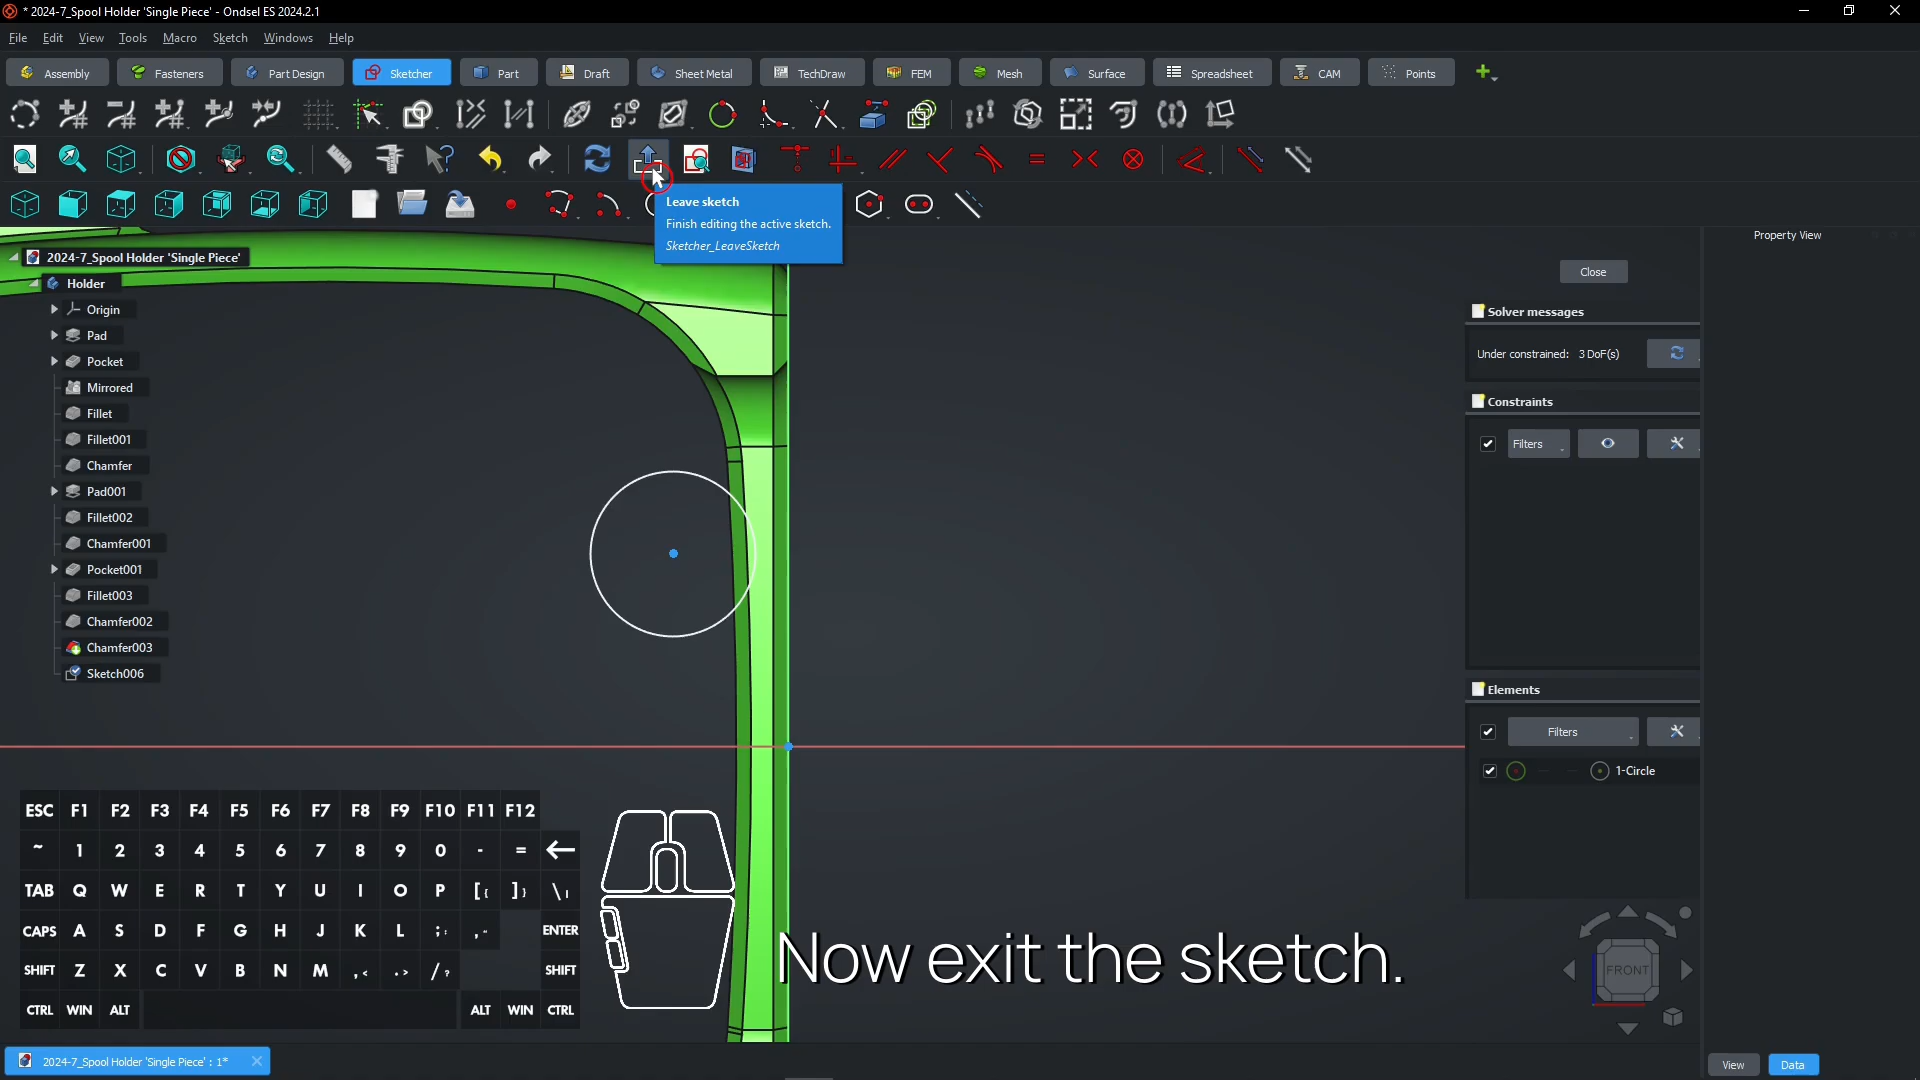 * 2024-7_Spool Holder 'Single Piece' - Ondsel ES 2024.2.1
File Edit View Tools Macro Sketch Windows Help
Assembly Fasteners Part Design Sketcher Part Draft Sheet Metal TechDraw FEM Mesh Surface Spreadsheet CAM Points
Leave sketch
Finish editing the active sketch.
Sketcher_LeaveSketch
2024-7_Spool Holder 'Single Piece'
Holder
Origin
Pad
Pocket
Mirrored
Fillet
Fillet001
Chamfer
Pad001
Fillet002
Chamfer001
Pocket001
Fillet003
Chamfer002
Chamfer003
Sketch006
Property View
Close
Solver messages
Under constrained: 3 DoF(s)
Constraints
Filters
Elements
Filters
1-Circle
ESC F1 F2 F3 F4 F5 F6 F7 F8 F9 F10 F11 F12
~ 1 2 3 4 5 6 7 8 9 0 - = ←
TAB Q W E R T Y U I O P [{ ]} \|
CAPS A S D F G H J K L ;: ," ENTER
SHIFT Z X C V B N M ,< .> /? SHIFT
CTRL WIN ALT ALT WIN CTRL
Now exit the sketch.
FRONT
2024-7_Spool Holder 'Single Piece' : 1*
View Data